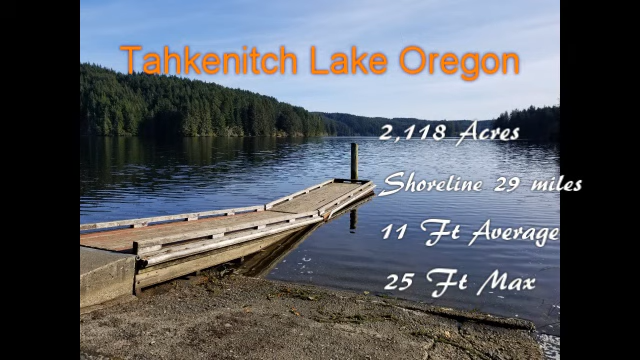 Tahkenitch Lake Oregon
2,118 Acres
Shoreline 29 miles
11 Ft Average
25 Ft Max